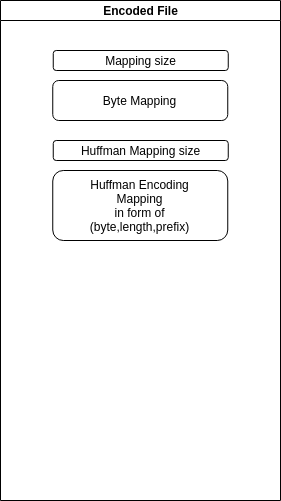 Encoded File
Mapping size
Byte Mapping
Huffman Mapping size
Huffman Encoding
Mapping
in form of
(byte,length,prefix)